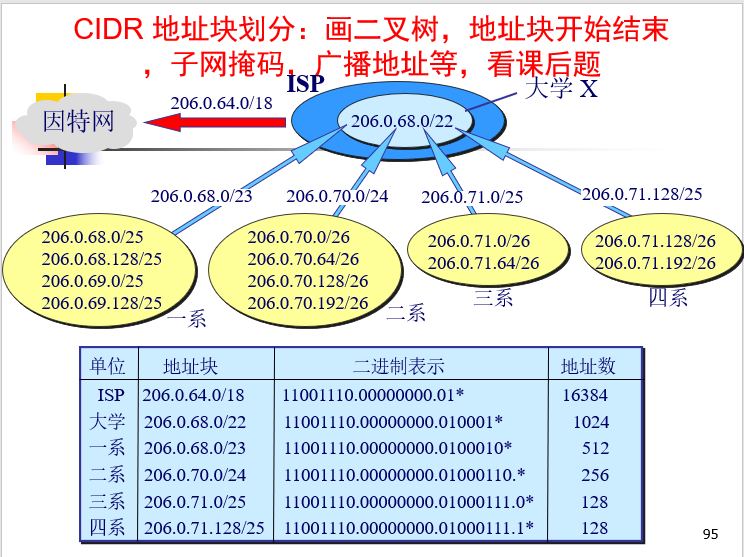 CIDR 地址块划分：画二叉树，地址块开始结束
，子网掩码，广播地址等，看课后题
ISP
大学 X
206.0.64.0/18
因特网
206.0.68.0/22
206.0.68.0/23
206.0.70.0/24
206.0.71.0/25
206.0.71.128/25
206.0.68.0/25
206.0.68.128/25
206.0.69.0/25
206.0.69.128/25
一系
206.0.70.0/26
206.0.70.64/26
206.0.70.128/26
206.0.70.192/26
二系
206.0.71.0/26
206.0.71.64/26
三系
206.0.71.128/26
206.0.71.192/26
四系
单位 地址块 二进制表示 地址数
ISP 206.0.64.0/18 11001110.00000000.01* 16384
大学 206.0.68.0/22 11001110.00000000.010001* 1024
一系 206.0.68.0/23 11001110.00000000.0100010* 512
二系 206.0.70.0/24 11001110.00000000.01000110.* 256
三系 206.0.71.0/25 11001110.00000000.01000111.0* 128
四系 206.0.71.128/25 11001110.00000000.01000111.1* 128
95